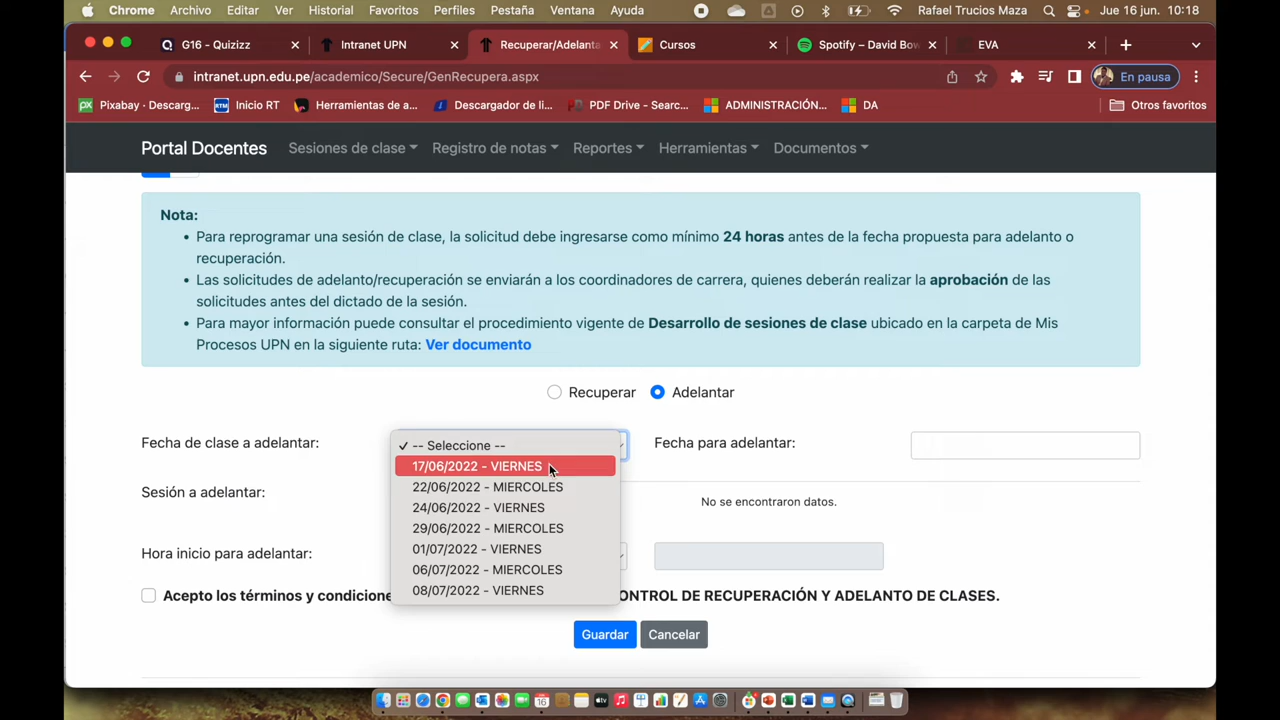 Chrome Archivo Editar Ver Historial Favoritos Perfiles Pestaña Ventana Ayuda Rafael Trucios Maza Jue 16 jun. 10:18
G16 - Quizizz Intranet UPN Recuperar/Adelanta Cursos Spotify – David Bow EVA
intranet.upn.edu.pe/academico/Secure/GenRecupera.aspx En pausa
Pixabay · Descarg... Inicio RT Herramientas de a... Descargador de li... PDF Drive - Searc... ADMINISTRACIÓN... DA Otros favoritos
Portal Docentes Sesiones de clase Registro de notas Reportes Herramientas Documentos
Nota:
• Para reprogramar una sesión de clase, la solicitud debe ingresarse como mínimo 24 horas antes de la fecha propuesta para adelanto o
recuperación.
• Las solicitudes de adelanto/recuperación se enviarán a los coordinadores de carrera, quienes deberán realizar la aprobación de las
solicitudes antes del dictado de la sesión.
• Para mayor información puede consultar el procedimiento vigente de Desarrollo de sesiones de clase ubicado en la carpeta de Mis
Procesos UPN en la siguiente ruta: Ver documento
Recuperar Adelantar
Fecha de clase a adelantar: -- Seleccione -- Fecha para adelantar:
17/06/2022 - VIERNES
22/06/2022 - MIERCOLES
Sesión a adelantar: No se encontraron datos.
24/06/2022 - VIERNES
29/06/2022 - MIERCOLES
Hora inicio para adelantar: 01/07/2022 - VIERNES
06/07/2022 - MIERCOLES
08/07/2022 - VIERNES
Acepto los términos y condicione ONTROL DE RECUPERACIÓN Y ADELANTO DE CLASES.
Guardar Cancelar